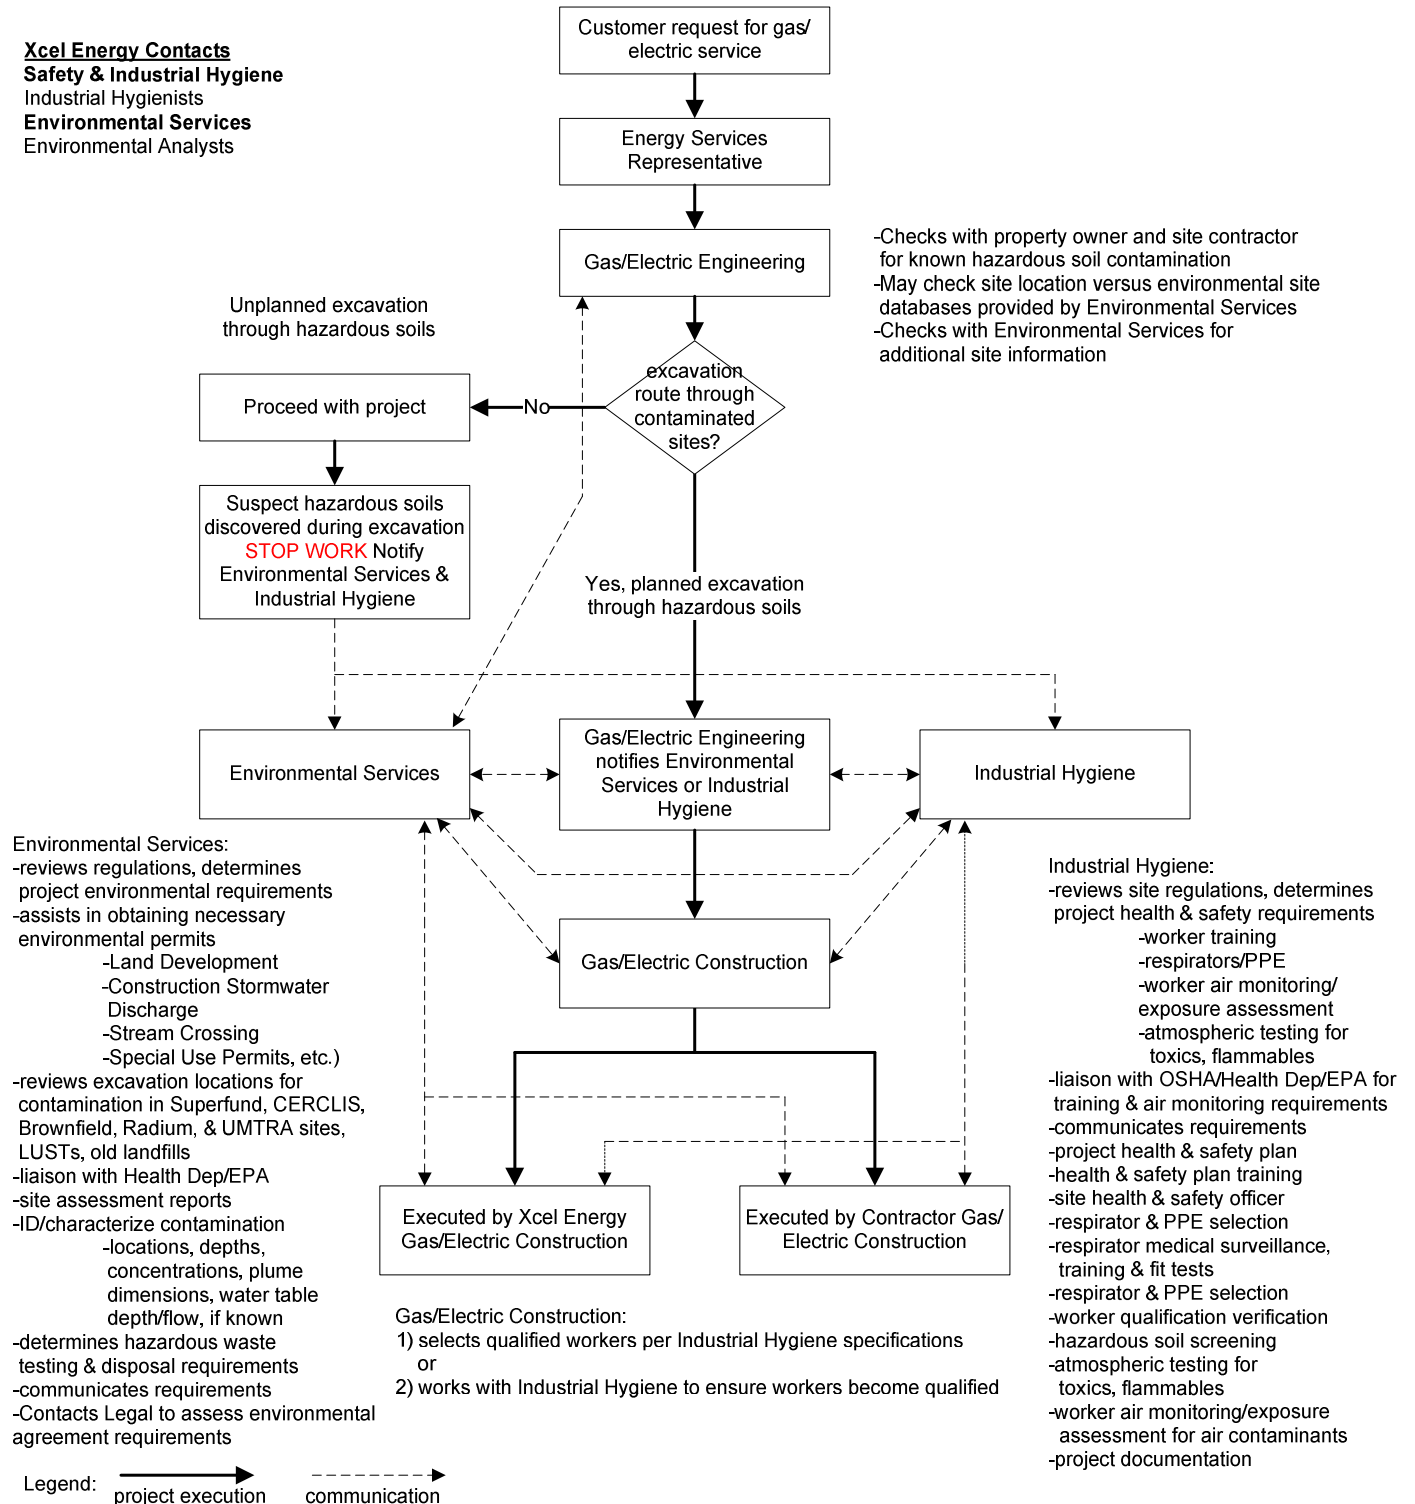 Xcel Energy Contacts
Safety & Industrial Hygiene
Industrial Hygienists
Environmental Services
Environmental Analysts
Customer request for gas/
electric service
Energy Services
Representative
Gas/Electric Engineering
-Checks with property owner and site contractor
for known hazardous soil contamination
-May check site location versus environmental site
databases provided by Environmental Services
-Checks with Environmental Services for
additional site information
Unplanned excavation
through hazardous soils
excavation
route through
contaminated
sites?
No
Proceed with project
Suspect hazardous soils
discovered during excavation
STOP WORK Notify
Environmental Services &
Industrial Hygiene
Yes, planned excavation
through hazardous soils
Environmental Services
Gas/Electric Engineering
notifies Environmental
Services or Industrial
Hygiene
Industrial Hygiene
Environmental Services:
-reviews regulations, determines
project environmental requirements
-assists in obtaining necessary
environmental permits
-Land Development
-Construction Stormwater
Discharge
-Stream Crossing
-Special Use Permits, etc.)
-reviews excavation locations for
contamination in Superfund, CERCLIS,
Brownfield, Radium, & UMTRA sites,
LUSTs, old landfills
-liaison with Health Dep/EPA
-site assessment reports
-ID/characterize contamination
-locations, depths,
concentrations, plume
dimensions, water table
depth/flow, if known
-determines hazardous waste
testing & disposal requirements
-communicates requirements
-Contacts Legal to assess environmental
agreement requirements
Gas/Electric Construction
Executed by Xcel Energy
Gas/Electric Construction
Executed by Contractor Gas/
Electric Construction
Gas/Electric Construction:
1) selects qualified workers per Industrial Hygiene specifications
or
2) works with Industrial Hygiene to ensure workers become qualified
Industrial Hygiene:
-reviews site regulations, determines
project health & safety requirements
-worker training
-respirators/PPE
-worker air monitoring/
exposure assessment
-atmospheric testing for
toxics, flammables
-liaison with OSHA/Health Dep/EPA for
training & air monitoring requirements
-communicates requirements
-project health & safety plan
-health & safety plan training
-site health & safety officer
-respirator & PPE selection
-respirator medical surveillance,
training & fit tests
-respirator & PPE selection
-worker qualification verification
-hazardous soil screening
-atmospheric testing for
toxics, flammables
-worker air monitoring/exposure
assessment for air contaminants
-project documentation
Legend:
project execution
communication